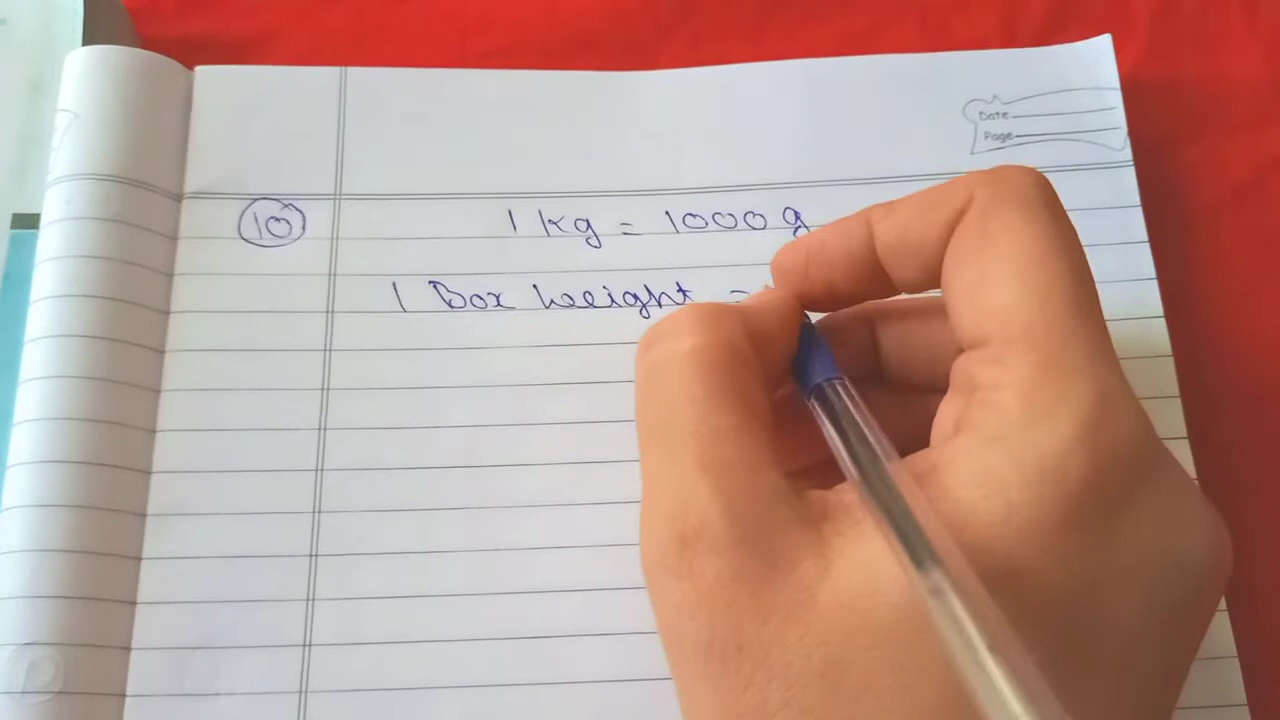 Date
Page
10
1 kg = 1000 g
1 Box weight =